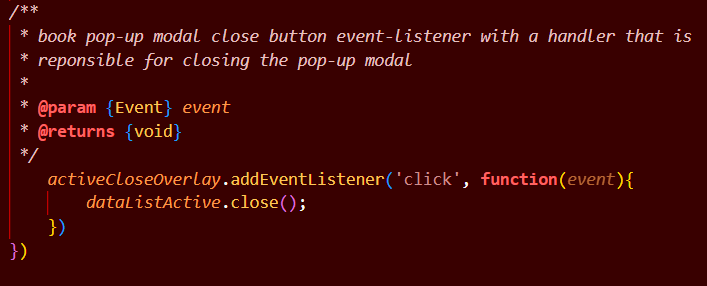 /**
 * book pop-up modal close button event-listener with a handler that is
 * reponsible for closing the pop-up modal
 *
 * @param {Event} event
 * @returns {void}
 */
    activeCloseOverlay.addEventListener('click', function(event){
        dataListActive.close();
    })
})